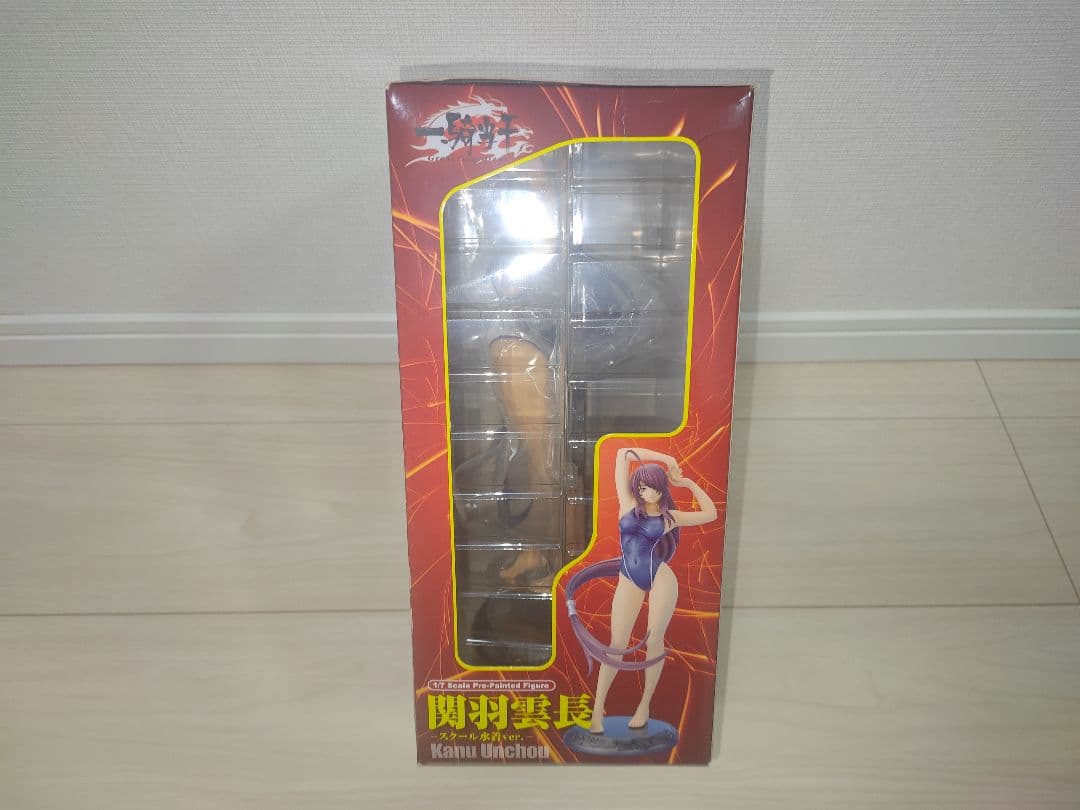 一騎当千
1/7 Scale Pre-Painted Figure
関羽雲長
−スクール水着ver.−
Kanu Unchou